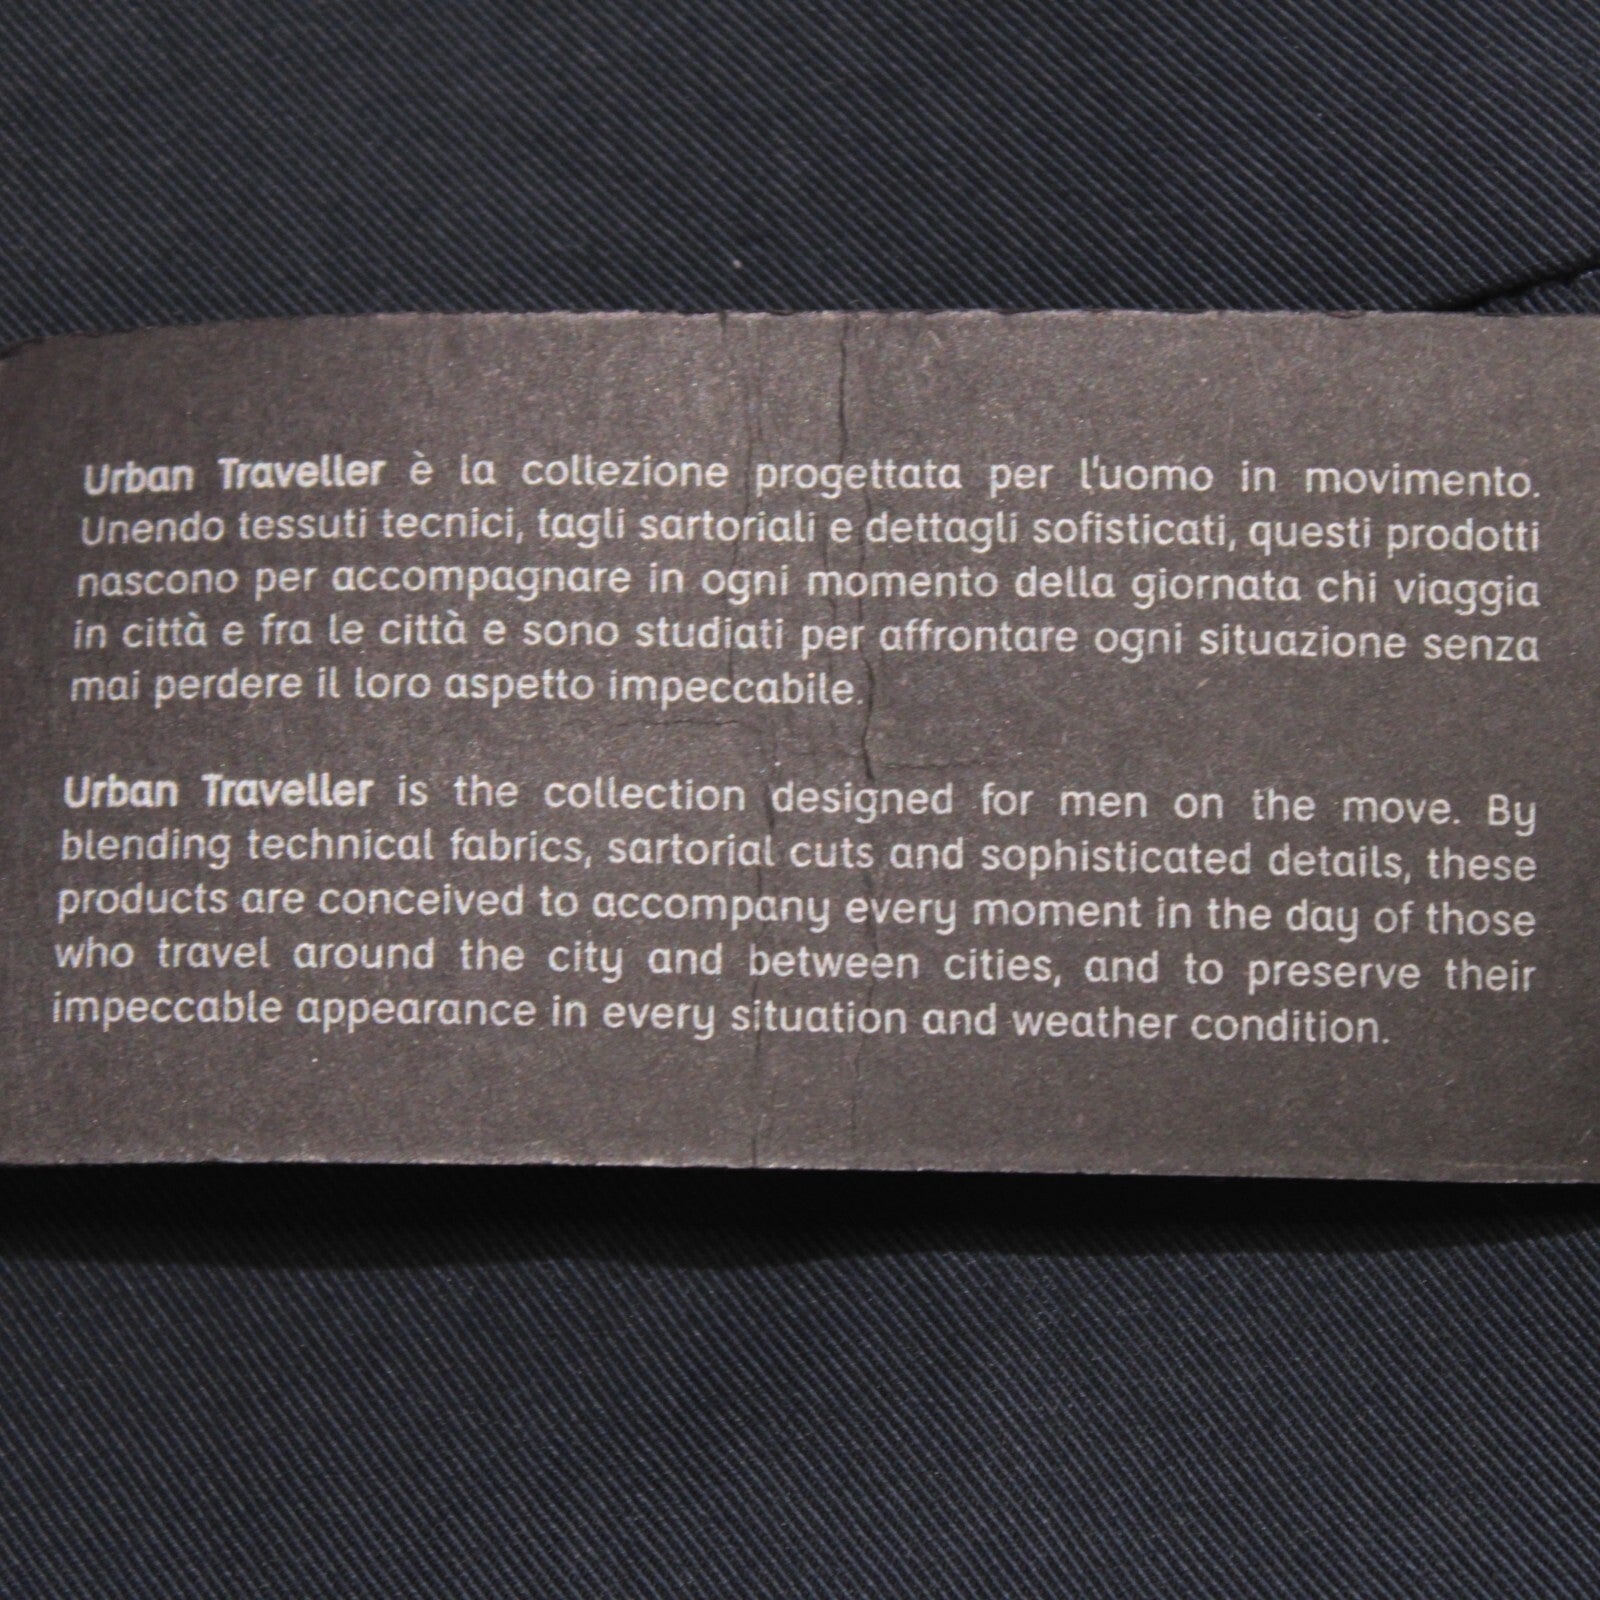 Urban Traveller è la collezione progettata per l'uomo in movimento.
Unendo tessuti tecnici, tagli sartoriali e dettagli sofisticati, questi prodotti
nascono per accompagnare in ogni momento della giornata chi viaggia
in città e fra le città e sono studiati per affrontare ogni situazione senza
mai perdere il loro aspetto impeccabile.
Urban Traveller is the collection designed for men on the move. By
blending technical fabrics, sartorial cuts and sophisticated details, these
products are conceived to accompany every moment in the day of those
who travel around the city and between cities, and to preserve their
impeccable appearance in every situation and weather condition.